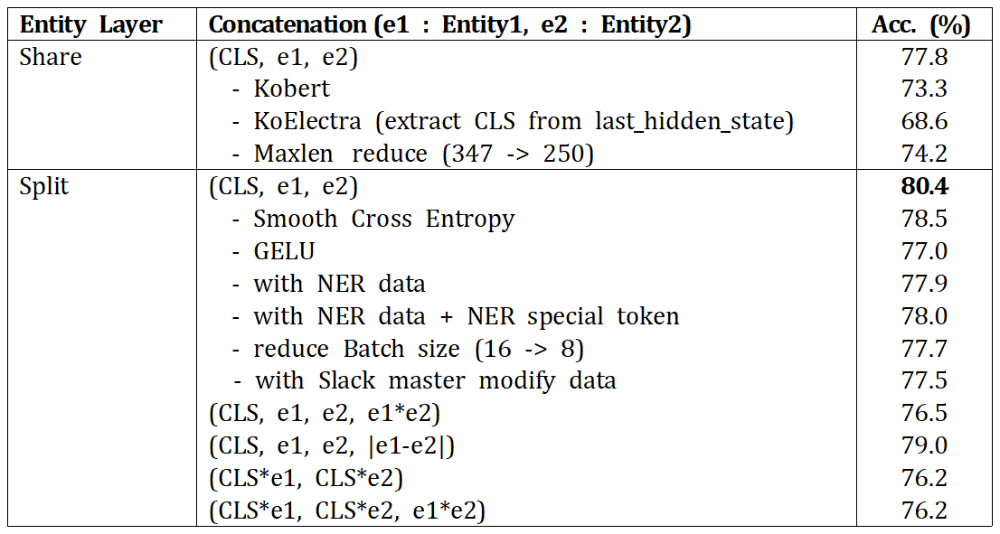 Entity Layer Concatenation (e1 : Entity1, e2 : Entity2) Acc. (%)
Share (CLS, e1, e2) 77.8
- Kobert 73.3
- KoElectra (extract CLS from last_hidden_state) 68.6
- Maxlen reduce (347 -> 250) 74.2
Split (CLS, e1, e2) 80.4
- Smooth Cross Entropy 78.5
- GELU 77.0
- with NER data 77.9
- with NER data + NER special token 78.0
- reduce Batch size (16 -> 8) 77.7
- with Slack master modify data 77.5
(CLS, e1, e2, e1*e2) 76.5
(CLS, e1, e2, |e1-e2|) 79.0
(CLS*e1, CLS*e2) 76.2
(CLS*e1, CLS*e2, e1*e2) 76.2